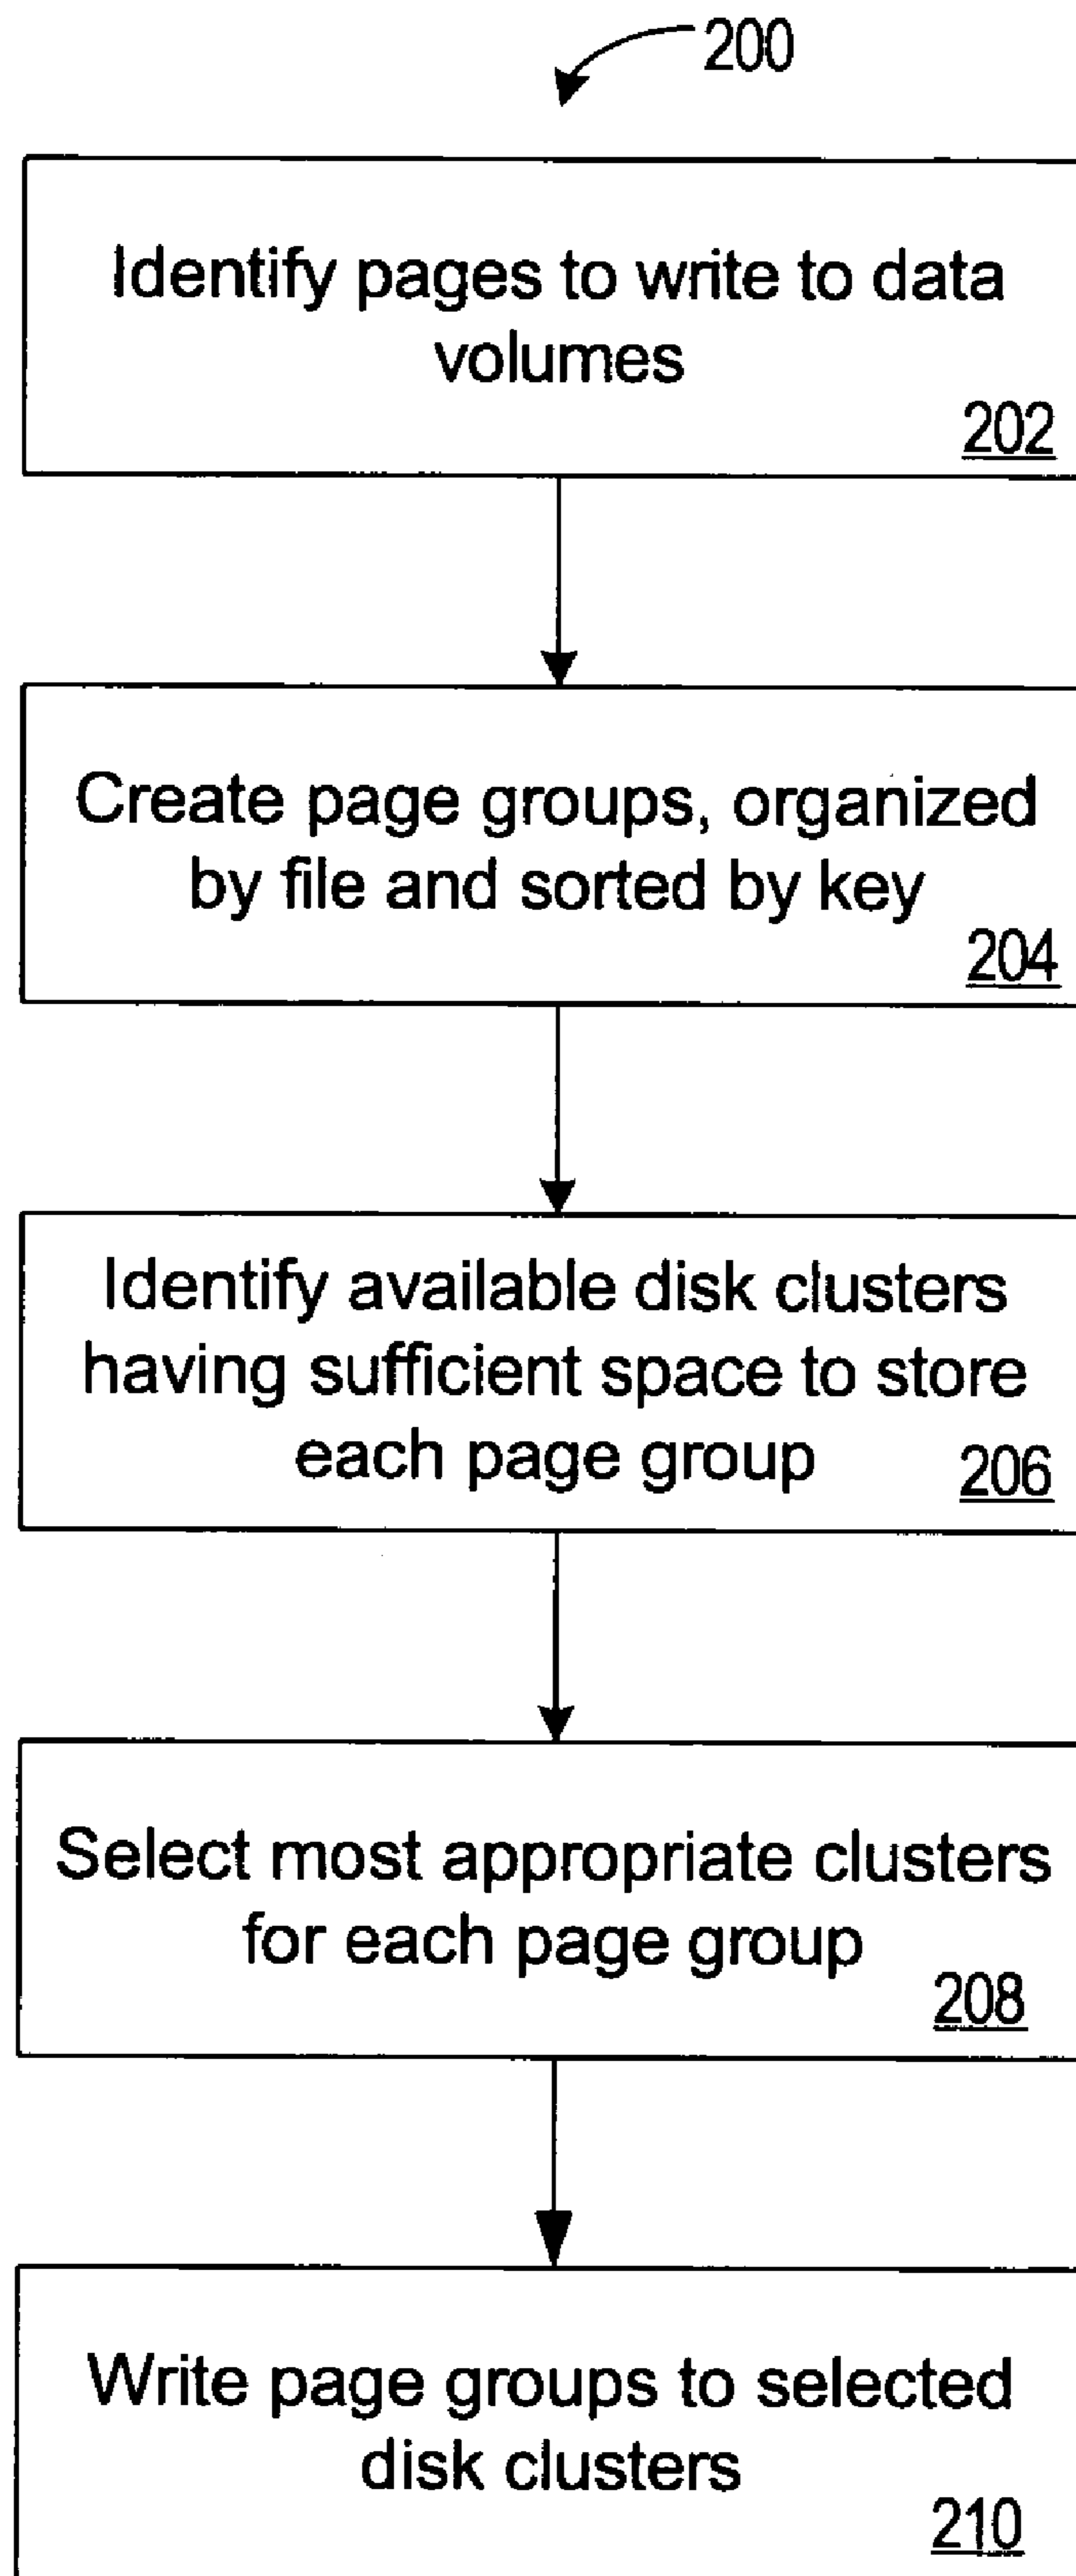 200
Identify pages to write to data
volumes
202
Create page groups, organized
by file and sorted by key
204
Identify available disk clusters
having sufficient space to store
each page group
206
Select most appropriate clusters
for each page group
208
Write page groups to selected
disk clusters
210